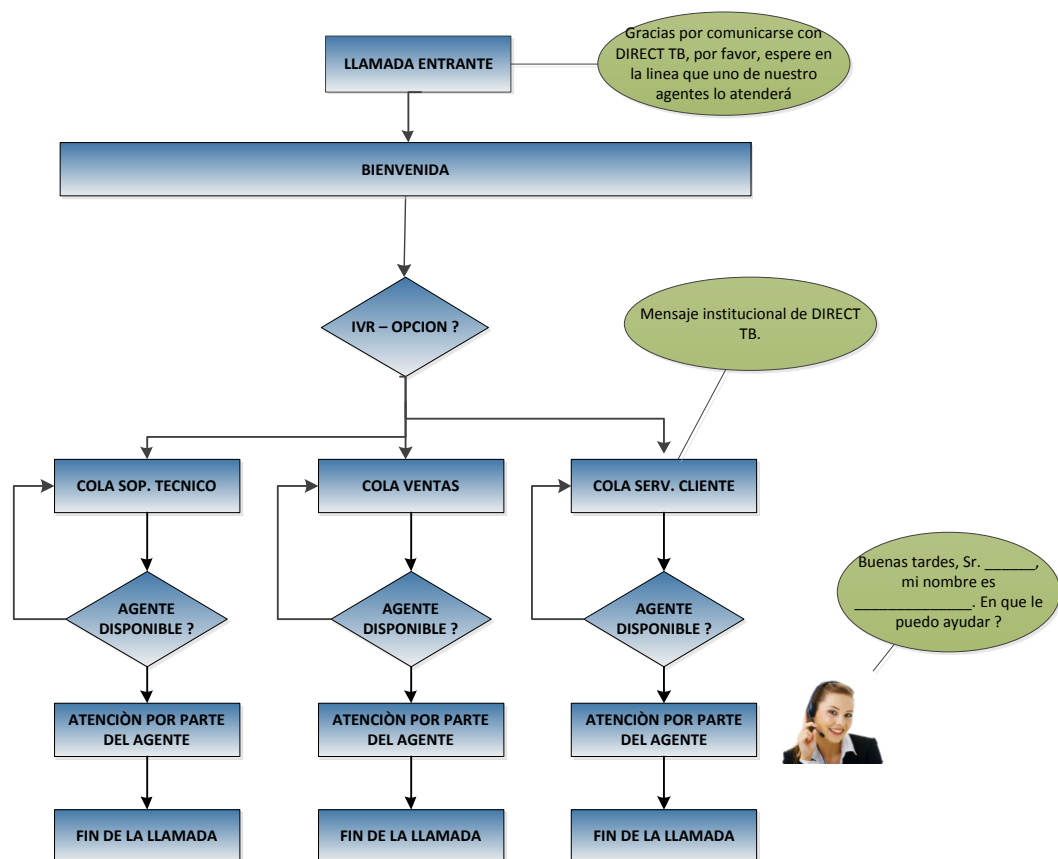 Gracias por comunicarse con
DIRECT TB, por favor, espere en
la linea que uno de nuestro
agentes lo atenderá
LLAMADA ENTRANTE
BIENVENIDA
IVR – OPCION ?
Mensaje institucional de DIRECT
TB.
COLA SOP. TECNICO
COLA VENTAS
COLA SERV. CLIENTE
Buenas tardes, Sr. ______,
mi nombre es
______________. En que le
puedo ayudar ?
AGENTE
DISPONIBLE ?
AGENTE
DISPONIBLE ?
AGENTE
DISPONIBLE ?
ATENCIÒN POR PARTE
DEL AGENTE
ATENCIÒN POR PARTE
DEL AGENTE
ATENCIÒN POR PARTE
DEL AGENTE
FIN DE LA LLAMADA
FIN DE LA LLAMADA
FIN DE LA LLAMADA